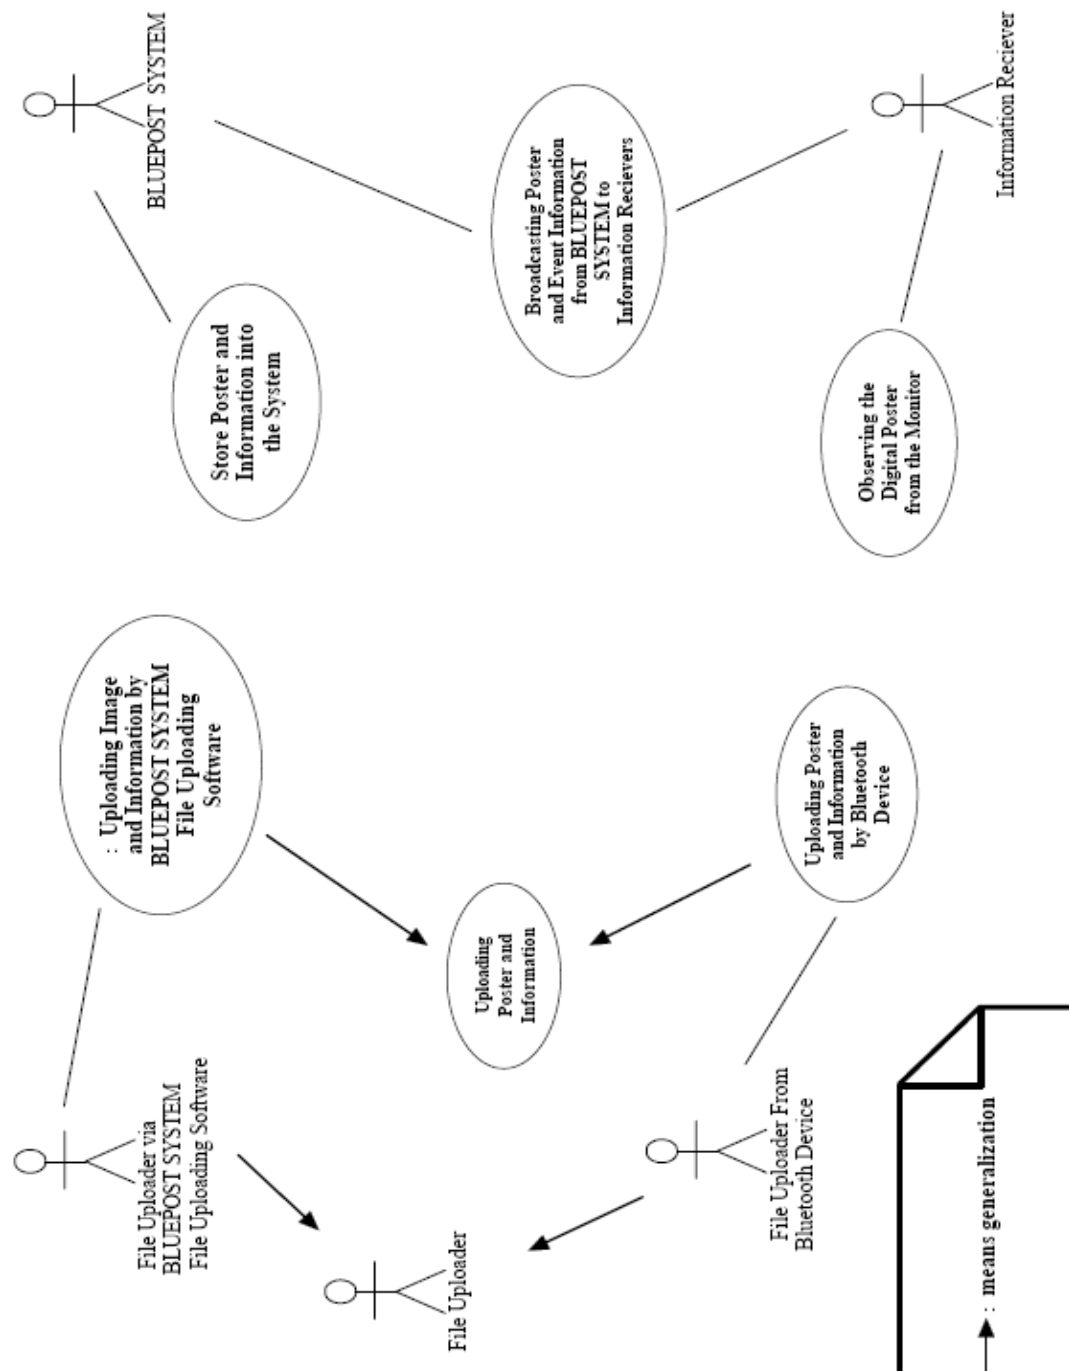 File Uploader via
BLUEPOST SYSTEM
File Uploading Software
: Uploading Image
and Information by
BLUEPOST SYSTEM
File Uploading
Software
Store Poster and
Information into
the System
BLUEPOST SYSTEM
File Uploader
Uploading
Poster and
Information
Broadcasting Poster
and Event Information
from BLUEPOST
SYSTEM to
Information Recievers
File Uploader From
Bluetooth Device
Uploading Poster
and Information
by Bluetooth
Device
Observing the
Digital Poster
from the Monitor
Information Reciever
: means generalization